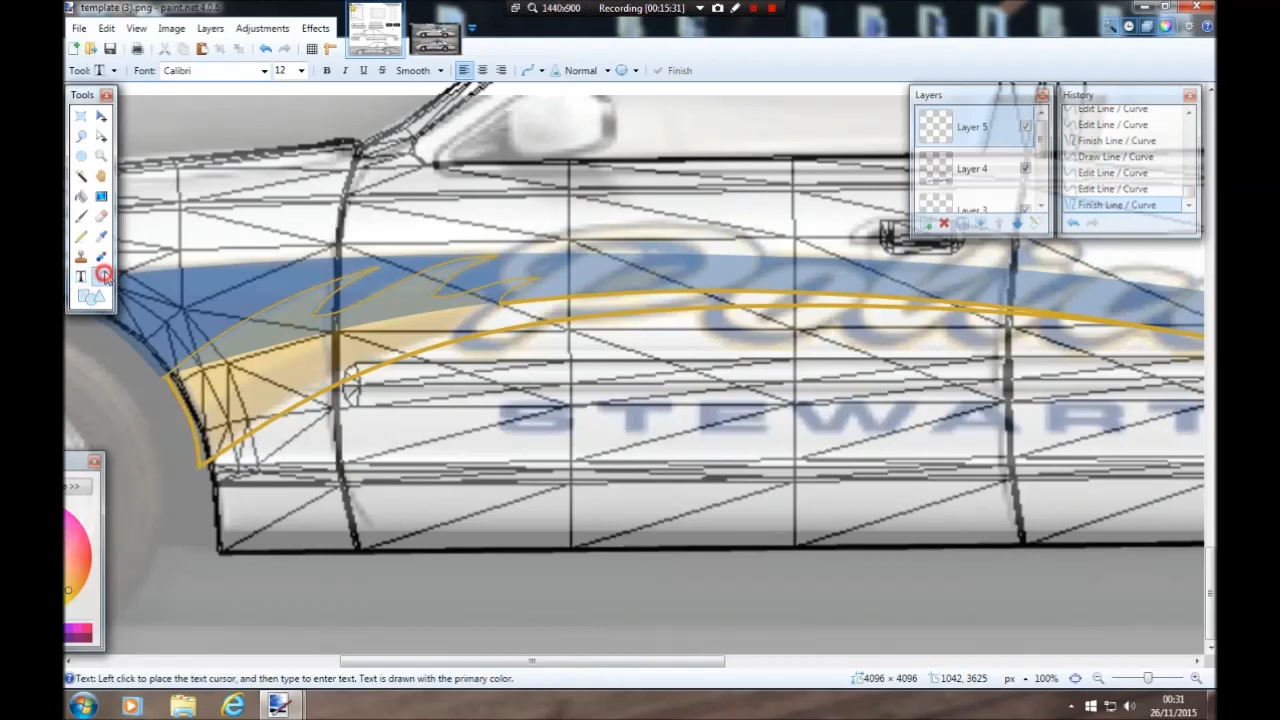 template (3).png - paint.net 4.0.6
1440x900
Recording [00:15:31]
File Edit View Image Layers Adjustments Effects
Tool: T Font: Calibri 12 B I U S Smooth Normal Finish
Tools
Layers
Layer 5
Layer 4
Layer 3
History
Edit Line / Curve
Edit Line / Curve
Finish Line / Curve
Draw Line / Curve
Edit Line / Curve
Edit Line / Curve
Finish Line / Curve
STEWART
>>
T
Text: Left click to place the text cursor, and then type to enter text. Text is drawn with the primary color.
4096 × 4096
1042, 3625
px
100%
00:31
26/11/2015